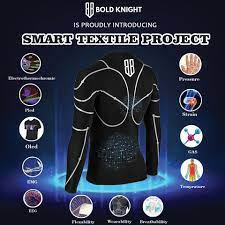 BOLD KNIGHT
IS PROUDLY INTRODUCING
SMART TEXTILE PROJECT
Electrothermochromic
Pressure
Pled
Strain
Oled
GAS
EMG
Temperature
EEG
Flexability
Wearability
Breathability